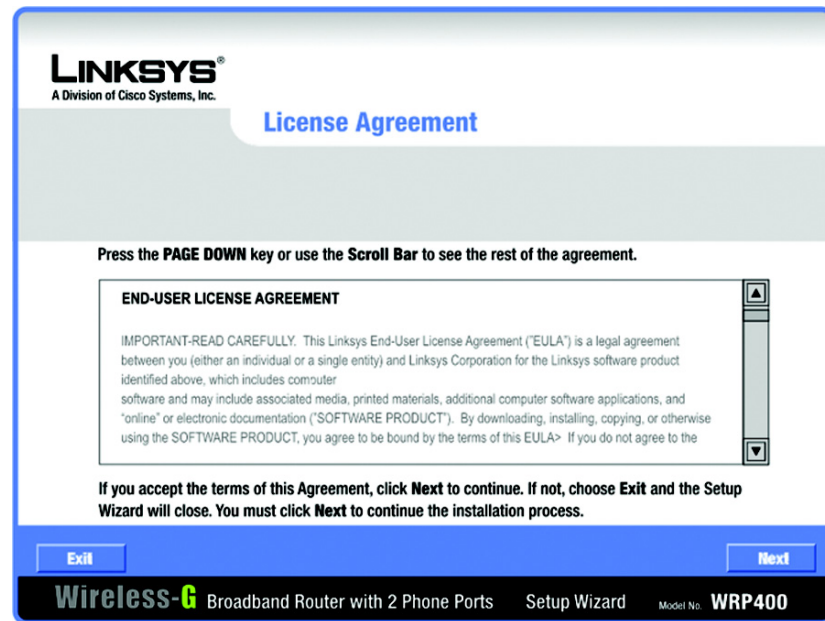 LINKSYS®
A Division of Cisco Systems, Inc.
License Agreement
Press the PAGE DOWN key or use the Scroll Bar to see the rest of the agreement.
END-USER LICENSE AGREEMENT
IMPORTANT-READ CAREFULLY. This Linksys End-User License Agreement ("EULA") is a legal agreement
between you (either an individual or a single entity) and Linksys Corporation for the Linksys software product
identified above, which includes computer
software and may include associated media, printed materials, additional computer software applications, and
"online" or electronic documentation ("SOFTWARE PRODUCT"). By downloading, installing, copying, or otherwise
using the SOFTWARE PRODUCT, you agree to be bound by the terms of this EULA> If you do not agree to the
If you accept the terms of this Agreement, click Next to continue. If not, choose Exit and the Setup
Wizard will close. You must click Next to continue the installation process.
Exit
Next
Wireless-G Broadband Router with 2 Phone Ports Setup Wizard Model No. WRP400